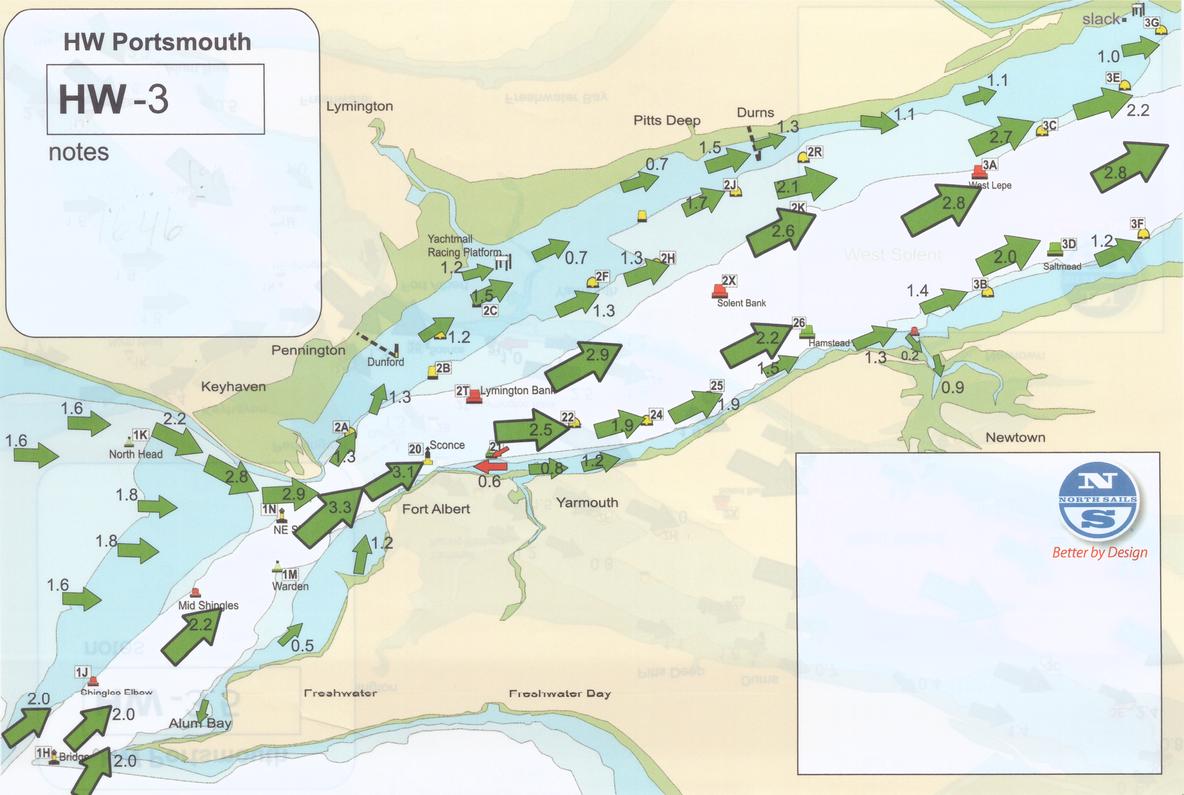 HW Portsmouth
HW -3
notes
slack
3G
1.0
3E
1.1
2.2
Lymington
Pitts Deep
Durns
1.3
1.1
3C
2.7
1.5
0.7
2R
3A
West Lepe
2.8
2J
2.1
1.7
2K
2.8
2.6
3F
Yachtmail
Racing Platform
1.2
0.7
1.3
2H
West Solent
2.0
3D
Saltmead
1.2
2F
2X
Solent Bank
3B
1.5
2C
1.3
1.4
26
Hamstead
2.2
1.2
Pennington
Dunford
2.9
1.5
1.3
0.2
2B
Keyhaven
2T
Lymington Bank
25
0.9
1.3
1.9
1.6
2.2
22
24
1K
North Head
2A
2.5
1.9
Newtown
1.6
20
Sconce
1.3
3.1
0.8
1.2
2.8
0.6
2.9
1.8
1N
3.3
Fort Albert
Yarmouth
NORTH SAILS
Better by Design
1.8
1.2
1M
Warden
1.6
Mid Shingles
2.2
0.5
1J
Shingles Elbow
2.0
2.0
Freshwater
Freshwater Bay
Alum Bay
1H
2.0